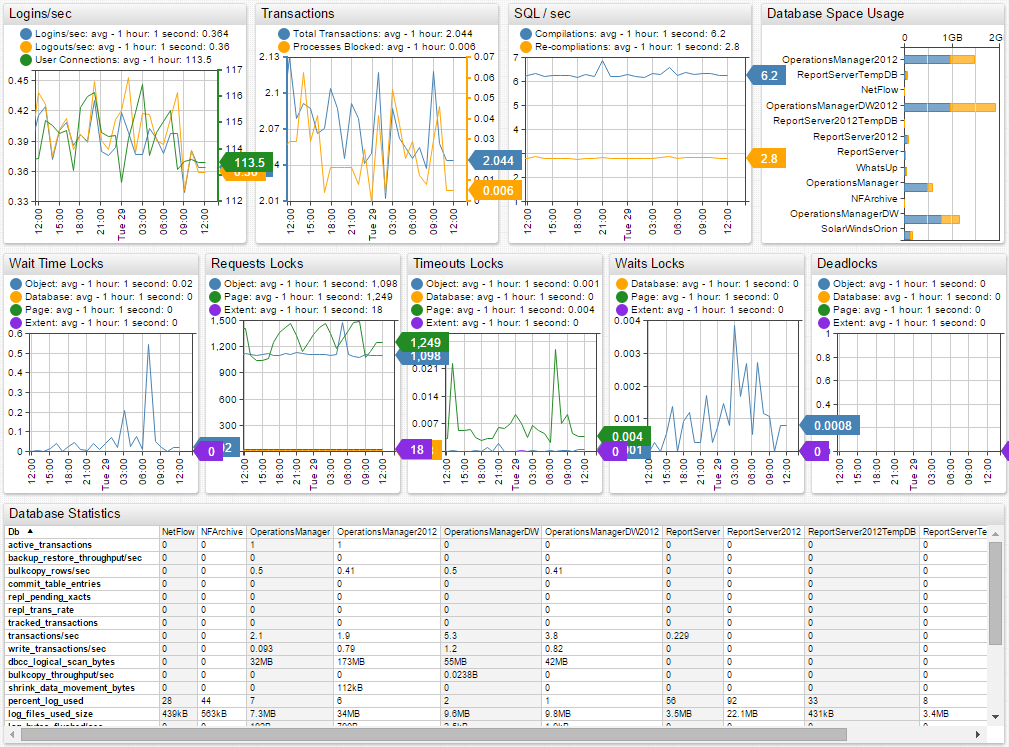 Logins/sec
Logins/sec: avg - 1 hour: 1 second: 0.364
Logouts/sec: avg - 1 hour: 1 second: 0.36
User Connections: avg - 1 hour: 113.5
0.45
0.42
0.39
0.36
0.33
117
116
115
114
112
113.5
12:00
15:00
18:00
21:00
Tue 29
03:00
06:00
09:00
12:00
Transactions
Total Transactions: avg - 1 hour: 2.044
Processes Blocked: avg - 1 hour: 0.006
2.13
2.1
2.07
4
2.01
0.07
0.06
0.05
0.04
0.03
0.01
0
2.044
0.006
12:00
15:00
18:00
21:00
Tue 29
03:00
06:00
09:00
12:00
SQL / sec
Compilations: avg - 1 hour: 1 second: 6.2
Re-compliations: avg - 1 hour: 1 second: 2.8
7
6
5
4
3
2
1
6.2
2.8
12:00
15:00
18:00
21:00
Tue 29
03:00
06:00
09:00
12:00
Database Space Usage
0 1GB 2G
OperationsManager2012
ReportServerTempDB
NetFlow
OperationsManagerDW2012
ReportServer2012TempDB
ReportServer2012
ReportServer
WhatsUp
OperationsManager
NFArchive
OperationsManagerDW
SolarWindsOrion
Wait Time Locks
Object: avg - 1 hour: 1 second: 0.02
Database: avg - 1 hour: 1 second: 0
Page: avg - 1 hour: 1 second: 0
Extent: avg - 1 hour: 1 second: 0
0.6
0.5
0.4
0.3
0.2
0.1
0
0
12:00
15:00
18:00
21:00
Tue 29
03:00
06:00
09:00
12:00
Requests Locks
Object: avg - 1 hour: 1 second: 1,098
Page: avg - 1 hour: 1 second: 1,249
Extent: avg - 1 hour: 1 second: 18
1,500
1,200
900
600
300
1,249
1,098
18
12:00
15:00
18:00
21:00
Tue 29
03:00
06:00
09:00
12:00
Timeouts Locks
Object: avg - 1 hour: 1 second: 0.001
Database: avg - 1 hour: 1 second: 0
Page: avg - 1 hour: 1 second: 0.004
Extent: avg - 1 hour: 1 second: 0
0.021
0.014
0.007
0.004
0
12:00
15:00
18:00
21:00
Tue 29
03:00
06:00
09:00
12:00
Waits Locks
Database: avg - 1 hour: 1 second: 0
Page: avg - 1 hour: 1 second: 0
Extent: avg - 1 hour: 1 second: 0
0.004
0.003
0.002
0.001
0.0008
0
12:00
15:00
18:00
21:00
Tue 29
03:00
06:00
09:00
12:00
Deadlocks
Object: avg - 1 hour: 1 second: 0
Database: avg - 1 hour: 1 second: 0
Page: avg - 1 hour: 1 second: 0
Extent: avg - 1 hour: 1 second: 0
1
0.8
0.6
0.4
12:00
15:00
18:00
21:00
Tue 29
03:00
06:00
09:00
12:00
Database Statistics
Db NetFlow NFArchive OperationsManager OperationsManager2012 OperationsManagerDW OperationsManagerDW2012 ReportServer ReportServer2012 ReportServer2012TempDB ReportServerTe
active_transactions 0 0 1 1 0 0 0 0 0 0
backup_restore_throughput/sec 0 0 0 0 0 0 0 0 0 0
bulkcopy_rows/sec 0 0 0.5 0.41 0.5 0.41 0 0 0 0
commit_table_entries 0 0 0 0 0 0 0 0 0 0
repl_pending_xacts 0 0 0 0 0 0 0 0 0 0
repl_trans_rate 0 0 0 0 0 0 0 0 0 0
tracked_transactions 0 0 0 0 0 0 0 0 0 0
transactions/sec 0 0 2.1 1.9 5.3 3.8 0.229 0 0 0
write_transactions/sec 0 0 0.093 0.79 1.2 0.82 0 0 0 0
dbcc_logical_scan_bytes 0 0 32MB 173MB 55MB 42MB 0 0 0 0
bulkcopy_throughput/sec 0 0 0 0 0.0238B 0 0 0 0 0
shrink_data_movement_bytes 0 0 0 112kB 0 0 0 0 0 0
percent_log_used 28 44 7 6 2 1 56 92 33 8
log_files_used_size 439kB 563kB 7.3MB 34MB 9.6MB 9.8MB 3.5MB 22.1MB 431kB 3.4MB